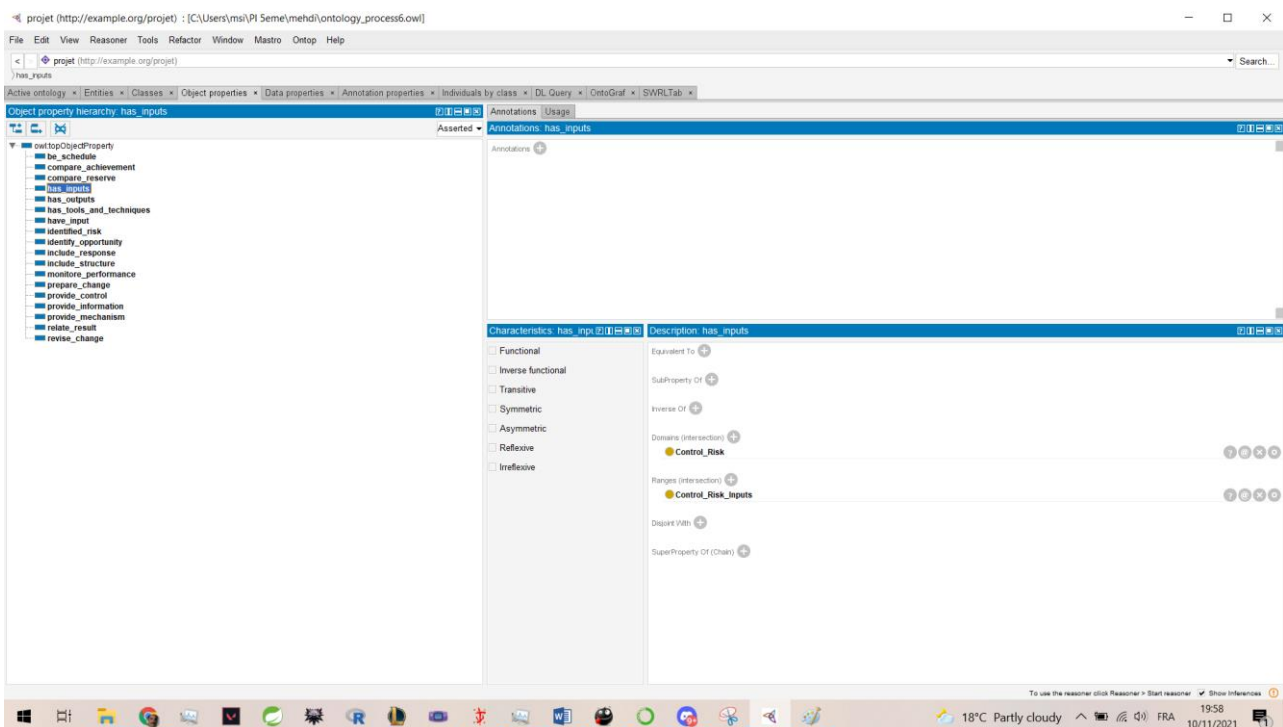 projet (http://example.org/projet) : [C:\Users\msi\PI 5eme\mehdi\ontology_process6.owl]
File Edit View Reasoner Tools Refactor Window Mastro Ontop Help
< > projet (http://example.org/projet) Search...
has_inputs
Active ontology × Entities × Classes × Object properties × Data properties × Annotation properties × Individuals by class × DL Query × OntoGraf × SWRLTab ×
Object property hierarchy: has_inputs
Asserted
owl:topObjectProperty
be_schedule
compare_achievement
compare_reserve
has_inputs
has_outputs
has_tools_and_techniques
have_input
identified_risk
identify_opportunity
include_response
include_structure
monitore_performance
prepare_change
provide_control
provide_information
provide_mechanism
relate_result
revise_change
Annotations Usage
Annotations: has_inputs
Annotations
Characteristics: has_inpu
Functional
Inverse functional
Transitive
Symmetric
Asymmetric
Reflexive
Irreflexive
Description: has_inputs
Equivalent To
SubProperty Of
Inverse Of
Domains (intersection)
Control_Risk
Ranges (intersection)
Control_Risk_Inputs
Disjoint With
SuperProperty Of (Chain)
To use the reasoner click Reasoner > Start reasoner Show Inferences
18°C Partly cloudy FRA 19:58
10/11/2021